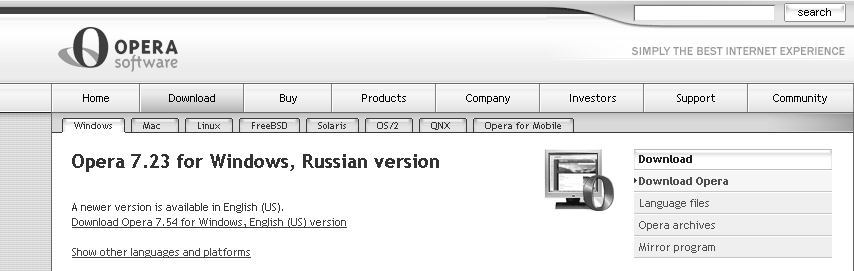 search
OPERA
software
SIMPLY THE BEST INTERNET EXPERIENCE
Home Download Buy Products Company Investors Support Community
Windows Mac Linux FreeBSD Solaris OS/2 QNX Opera for Mobile
Opera 7.23 for Windows, Russian version
A newer version is available in English (US).
Download Opera 7.54 for Windows, English (US) version
Show other languages and platforms
Download
Download Opera
Language files
Opera archives
Mirror program